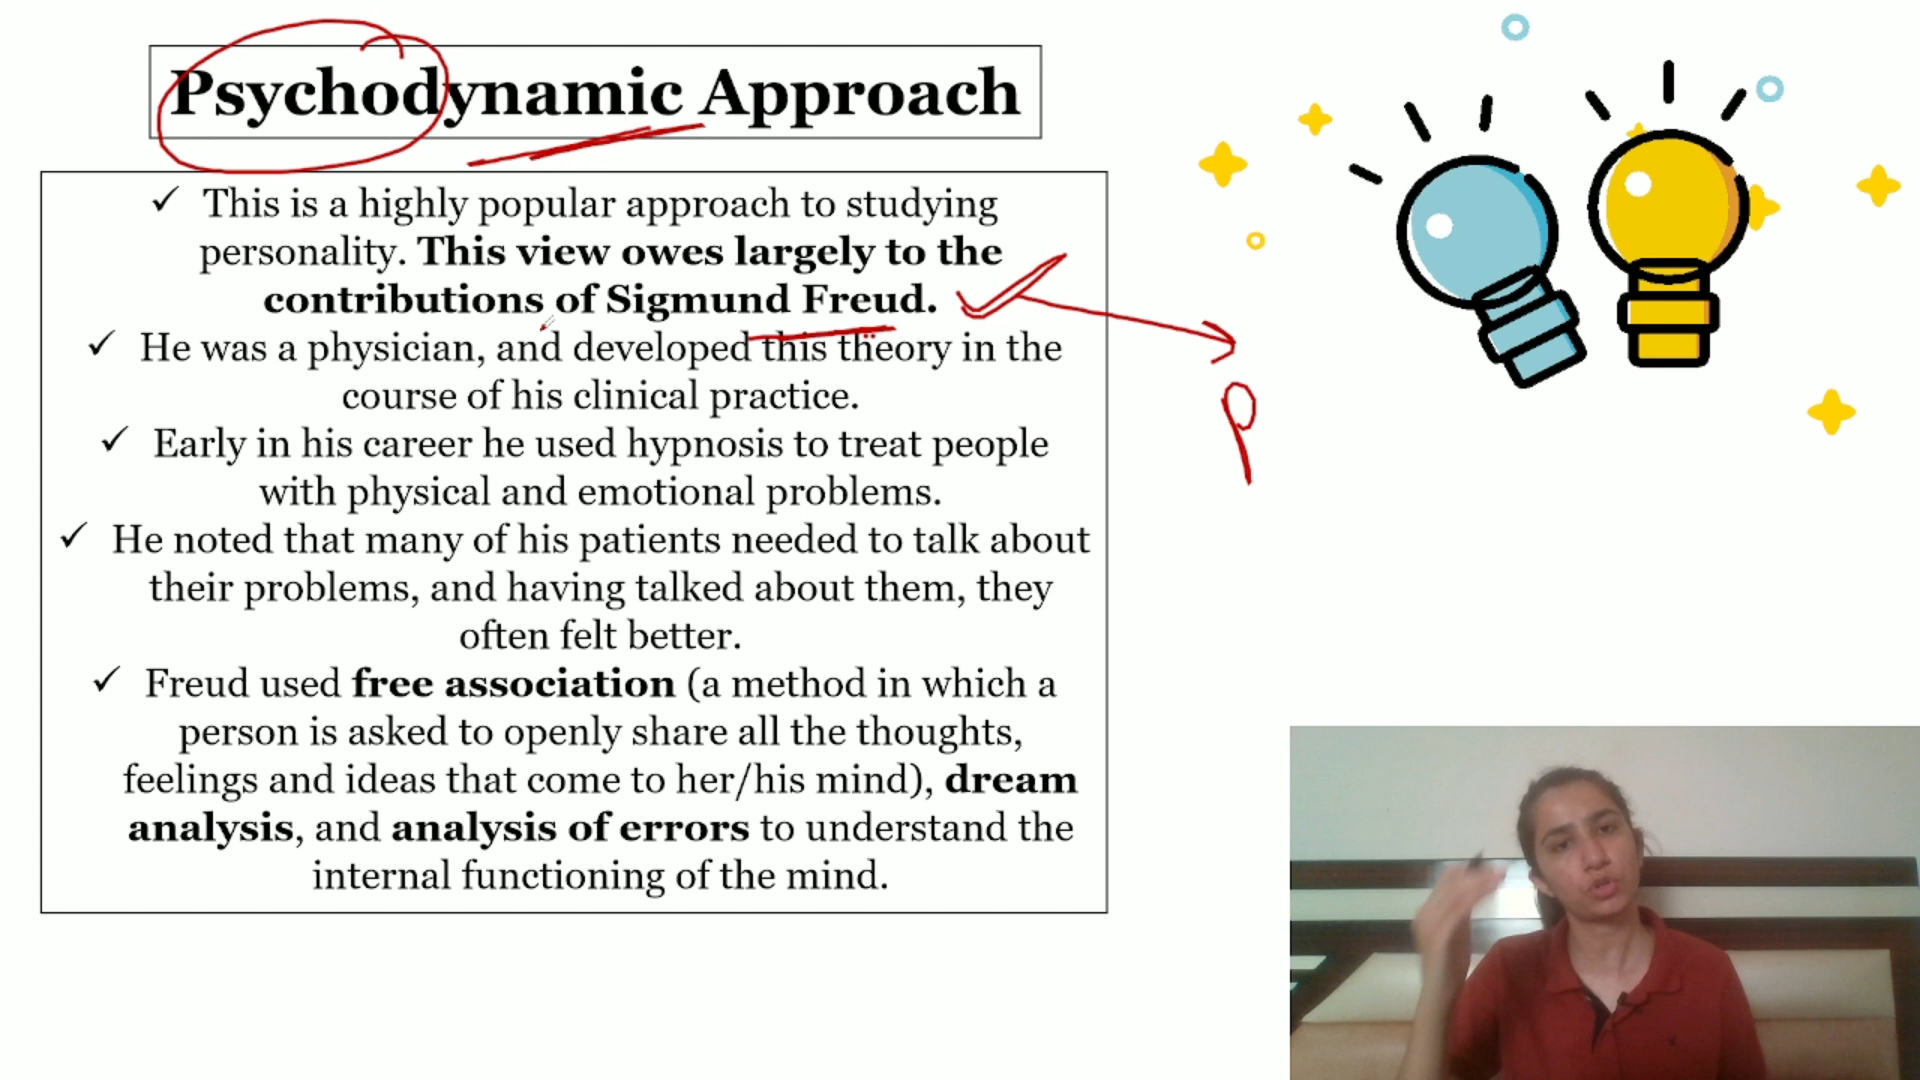 Psychodynamic Approach
✓ This is a highly popular approach to studying
personality. This view owes largely to the
contributions of Sigmund Freud.
✓ He was a physician, and developed this theory in the
course of his clinical practice.
✓ Early in his career he used hypnosis to treat people
with physical and emotional problems.
✓ He noted that many of his patients needed to talk about
their problems, and having talked about them, they
often felt better.
✓ Freud used free association (a method in which a
person is asked to openly share all the thoughts,
feelings and ideas that come to her/his mind), dream
analysis, and analysis of errors to understand the
internal functioning of the mind.
p